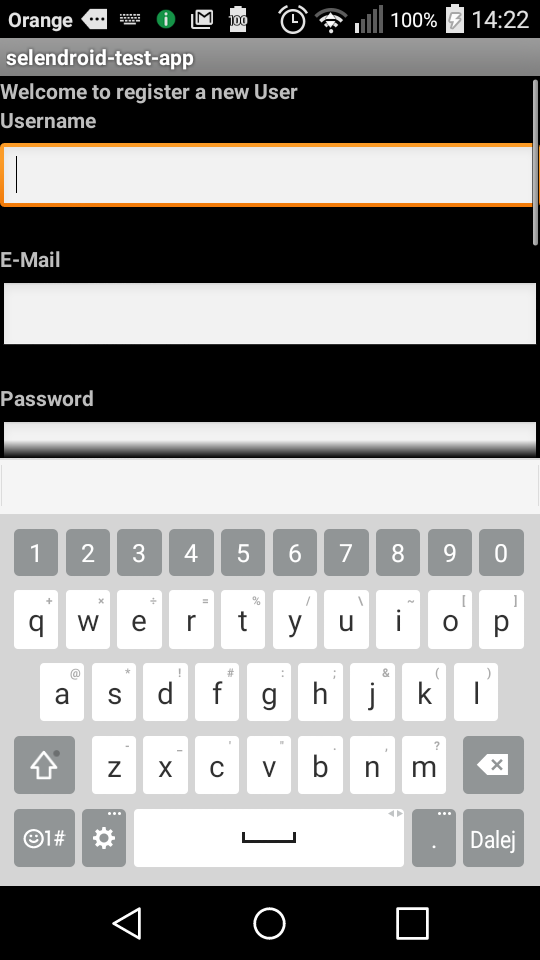 Orange 100 100% 14:22
selendroid-test-app
Welcome to register a new User
Username
E-Mail
Password
1 2 3 4 5 6 7 8 9 0
+ × ÷ = % / \ ~ [ ]
q w e r t y u i o p
@ * ! # : ; & ( )
a s d f g h j k l
- _ ' " . , ?
z x c v b n m
1# . Dalej